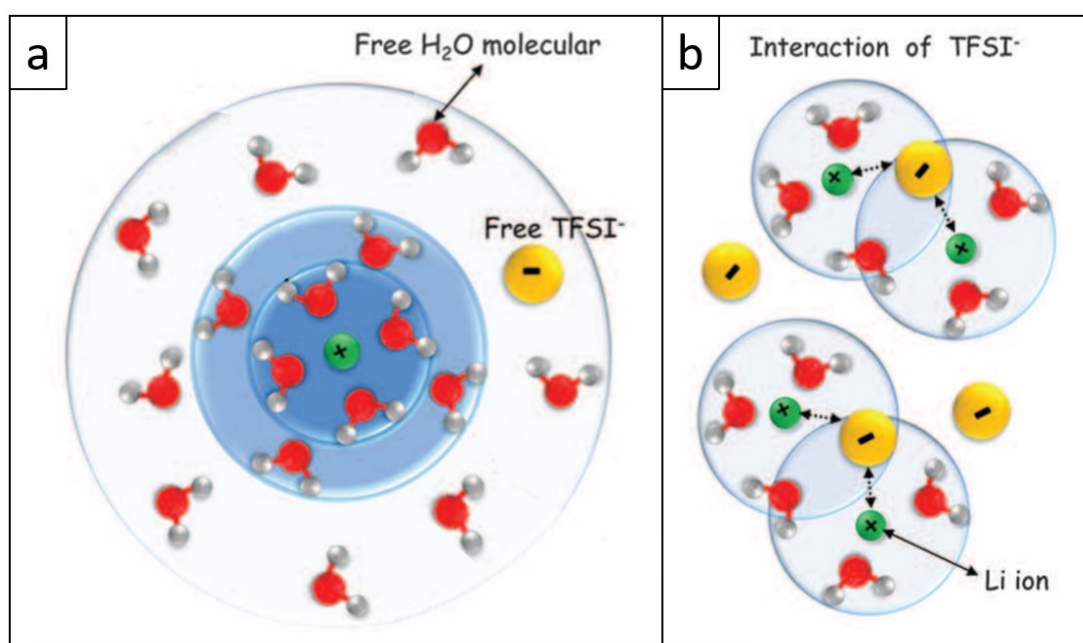 a
Free H₂O molecular
Free TFSI⁻
+
-
b
Interaction of TFSI⁻
+
-
+
-
+
-
-
+
Li ion